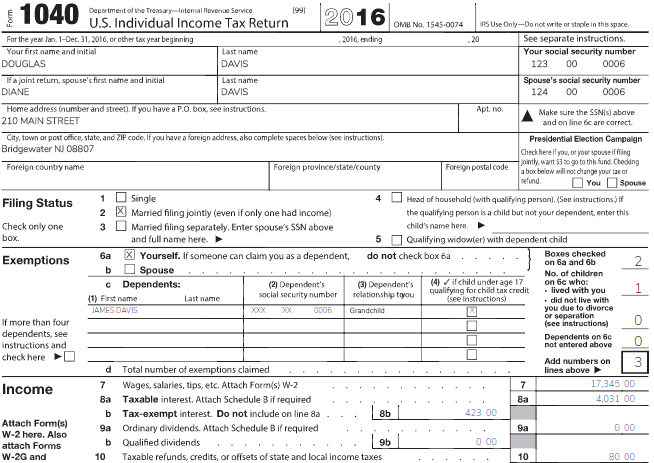 Form 1040 Department of the Treasury—Internal Revenue Service (99) U.S. Individual Income Tax Return 2016 OMB No. 1545-0074 IRS Use Only—Do not write or staple in this space.
For the year Jan. 1–Dec. 31, 2016, or other tax year beginning , 2016, ending , 20 See separate instructions.
Your first name and initial Last name Your social security number
DOUGLAS DAVIS 123 00 0006
If a joint return, spouse's first name and initial Last name Spouse's social security number
DIANE DAVIS 124 00 0006
Home address (number and street). If you have a P.O. box, see instructions. Apt. no. ▲ Make sure the SSN(s) above and on line 6c are correct.
210 MAIN STREET
City, town or post office, state, and ZIP code. If you have a foreign address, also complete spaces below (see instructions).
Bridgewater NJ 08807
Foreign country name Foreign province/state/county Foreign postal code
Presidential Election Campaign
Check here if you, or your spouse if filing
jointly, want $3 to go to this fund. Checking
a box below will not change your tax or
refund. You Spouse
Filing Status
Check only one
box.
1 Single
2 X Married filing jointly (even if only one had income)
3 Married filing separately. Enter spouse's SSN above
and full name here. ▶
4 Head of household (with qualifying person). (See instructions.) If
the qualifying person is a child but not your dependent, enter this
child's name here. ▶
5 Qualifying widow(er) with dependent child
Exemptions
6a X Yourself. If someone can claim you as a dependent, do not check box 6a . . . . .
b Spouse . . . . . . . . . . . . . . . . . . . . . . . .
c Dependents:
(1) First name Last name
(2) Dependent's
social security number
(3) Dependent's
relationship to you
(4) ✓ if child under age 17
qualifying for child tax credit
(see instructions)
JAMES DAVIS XXX XX 0006 Grandchild X
If more than four
dependents, see
instructions and
check here ▶
d Total number of exemptions claimed . . . . . . . . . . . . . . . . .
Boxes checked
on 6a and 6b 2
No. of children
on 6c who:
• lived with you 1
• did not live with
you due to divorce
or separation
(see instructions) 0
Dependents on 6c
not entered above 0
Add numbers on
lines above ▶ 3
Income
7 Wages, salaries, tips, etc. Attach Form(s) W-2 . . . . . . . . . . . . 7 17,345 00
8a Taxable interest. Attach Schedule B if required . . . . . . . . . . . . 8a 4,031 00
b Tax-exempt interest. Do not include on line 8a . . . 8b 423 00
9a Ordinary dividends. Attach Schedule B if required . . . . . . . . . . . 9a 0 00
b Qualified dividends . . . . . . . . . . . 9b 0 00
10 Taxable refunds, credits, or offsets of state and local income taxes . . . . . . 10 80 00
Attach Form(s)
W-2 here. Also
attach Forms
W-2G and